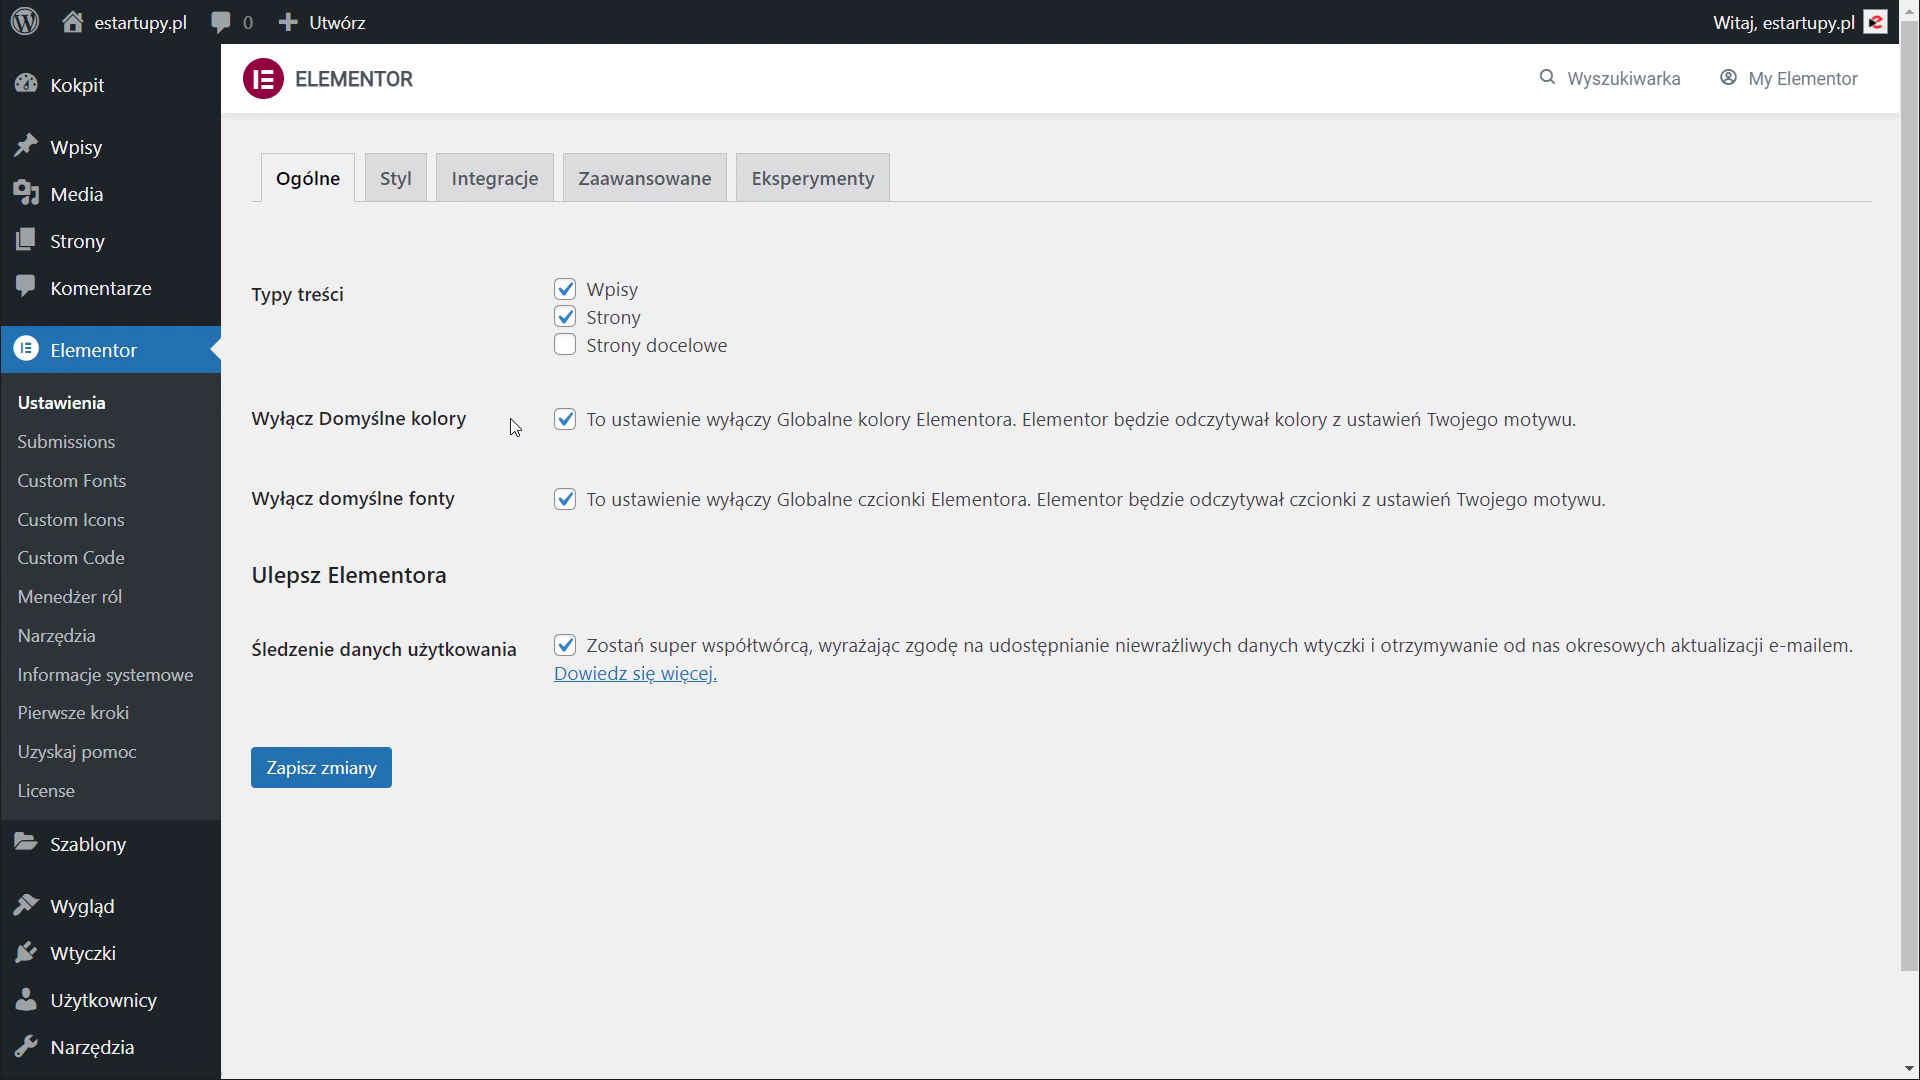 estartupy.pl
0
Utwórz
Witaj, estartupy.pl
Kokpit
Wpisy
Media
Strony
Komentarze
Elementor
Ustawienia
Submissions
Custom Fonts
Custom Icons
Custom Code
Menedżer ról
Narzędzia
Informacje systemowe
Pierwsze kroki
Uzyskaj pomoc
License
Szablony
Wygląd
Wtyczki
Użytkownicy
Narzędzia
ELEMENTOR
Wyszukiwarka
My Elementor
Ogólne
Styl
Integracje
Zaawansowane
Eksperymenty
Typy treści
Wpisy
Strony
Strony docelowe
Wyłącz Domyślne kolory
To ustawienie wyłączy Globalne kolory Elementora. Elementor będzie odczytywał kolory z ustawień Twojego motywu.
Wyłącz domyślne fonty
To ustawienie wyłączy Globalne czcionki Elementora. Elementor będzie odczytywał czcionki z ustawień Twojego motywu.
Ulepsz Elementora
Śledzenie danych użytkowania
Zostań super współtwórcą, wyrażając zgodę na udostępnianie niewrażliwych danych wtyczki i otrzymywanie od nas okresowych aktualizacji e-mailem.
Dowiedz się więcej.
Zapisz zmiany